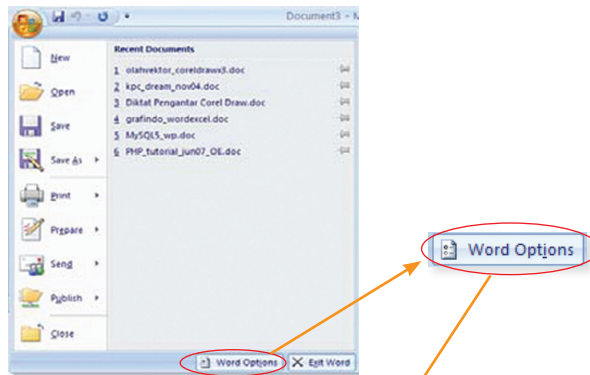 Document3 -
New
Open
Save
Save As
Print
Prepare
Send
Publish
Close
Recent Documents
1 olahvektor_coreldrawx3.doc
2 kpc_dream_nov04.doc
3 Diktat Pengantar Corel Draw.doc
4 grafindo_wordexcel.doc
5 MySQL5_wp.doc
6 PHP_tutorial_jun07_OE.doc
Word Options
Exit Word
Word Options